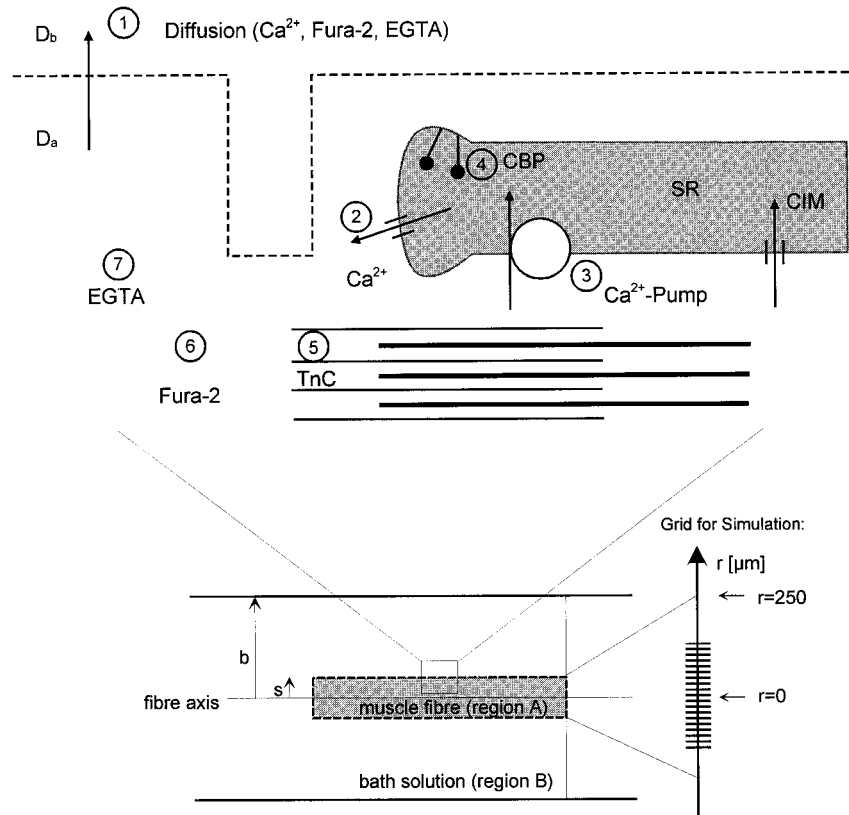 1
D_b
Diffusion (Ca²⁺, Fura-2, EGTA)
D_a
4
CBP
SR
CIM
2
Ca²⁺
3
Ca²⁺-Pump
7
EGTA
6
5
TnC
Fura-2
Grid for Simulation:
r [µm]
r=250
b
s
fibre axis
muscle fibre (region A)
r=0
bath solution (region B)